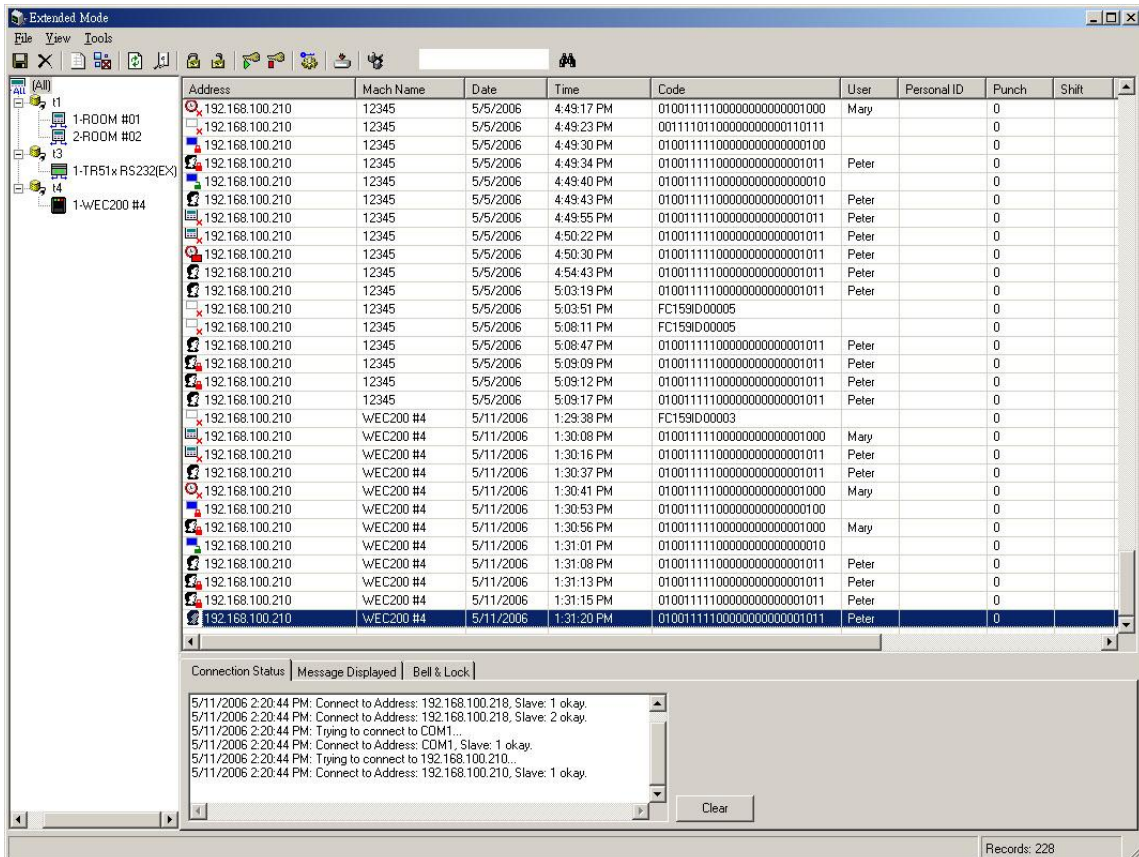 Extended Mode
File View Tools
(All)
t1
1-ROOM #01
2-ROOM #02
t3
1-TR51x RS232(EX)
t4
1-WEC200 #4
Address Mach Name Date Time Code User Personal ID Punch Shift
192.168.100.210 12345 5/5/2006 4:49:17 PM 01001111100000000000001000 Mary 0
192.168.100.210 12345 5/5/2006 4:49:23 PM 00111101100000000000110111 0
192.168.100.210 12345 5/5/2006 4:49:30 PM 01001111100000000000000100 0
192.168.100.210 12345 5/5/2006 4:49:34 PM 01001111100000000000001011 Peter 0
192.168.100.210 12345 5/5/2006 4:49:40 PM 01001111100000000000000010 0
192.168.100.210 12345 5/5/2006 4:49:43 PM 01001111100000000000001011 Peter 0
192.168.100.210 12345 5/5/2006 4:49:55 PM 01001111100000000000001011 Peter 0
192.168.100.210 12345 5/5/2006 4:50:22 PM 01001111100000000000001011 Peter 0
192.168.100.210 12345 5/5/2006 4:50:30 PM 01001111100000000000001011 Peter 0
192.168.100.210 12345 5/5/2006 4:54:43 PM 01001111100000000000001011 Peter 0
192.168.100.210 12345 5/5/2006 5:03:19 PM 01001111100000000000001011 Peter 0
192.168.100.210 12345 5/5/2006 5:03:51 PM FC159ID00005 0
192.168.100.210 12345 5/5/2006 5:08:11 PM FC159ID00005 0
192.168.100.210 12345 5/5/2006 5:08:47 PM 01001111100000000000001011 Peter 0
192.168.100.210 12345 5/5/2006 5:09:09 PM 01001111100000000000001011 Peter 0
192.168.100.210 12345 5/5/2006 5:09:12 PM 01001111100000000000001011 Peter 0
192.168.100.210 12345 5/5/2006 5:09:17 PM 01001111100000000000001011 Peter 0
192.168.100.210 WEC200 #4 5/11/2006 1:29:38 PM FC159ID00003 0
192.168.100.210 WEC200 #4 5/11/2006 1:30:08 PM 01001111100000000000001000 Mary 0
192.168.100.210 WEC200 #4 5/11/2006 1:30:16 PM 01001111100000000000001011 Peter 0
192.168.100.210 WEC200 #4 5/11/2006 1:30:37 PM 01001111100000000000001011 Peter 0
192.168.100.210 WEC200 #4 5/11/2006 1:30:41 PM 01001111100000000000001000 Mary 0
192.168.100.210 WEC200 #4 5/11/2006 1:30:53 PM 01001111100000000000000100 0
192.168.100.210 WEC200 #4 5/11/2006 1:30:56 PM 01001111100000000000001000 Mary 0
192.168.100.210 WEC200 #4 5/11/2006 1:31:01 PM 01001111100000000000000010 0
192.168.100.210 WEC200 #4 5/11/2006 1:31:08 PM 01001111100000000000001011 Peter 0
192.168.100.210 WEC200 #4 5/11/2006 1:31:13 PM 01001111100000000000001011 Peter 0
192.168.100.210 WEC200 #4 5/11/2006 1:31:15 PM 01001111100000000000001011 Peter 0
192.168.100.210 WEC200 #4 5/11/2006 1:31:20 PM 01001111100000000000001011 Peter 0
Connection Status Message Displayed Bell & Lock
5/11/2006 2:20:44 PM: Connect to Address: 192.168.100.218, Slave: 1 okay.
5/11/2006 2:20:44 PM: Connect to Address: 192.168.100.218, Slave: 2 okay.
5/11/2006 2:20:44 PM: Trying to connect to COM1...
5/11/2006 2:20:44 PM: Connect to Address: COM1, Slave: 1 okay.
5/11/2006 2:20:44 PM: Trying to connect to 192.168.100.210...
5/11/2006 2:20:44 PM: Connect to Address: 192.168.100.210, Slave: 1 okay.
Clear
Records: 228